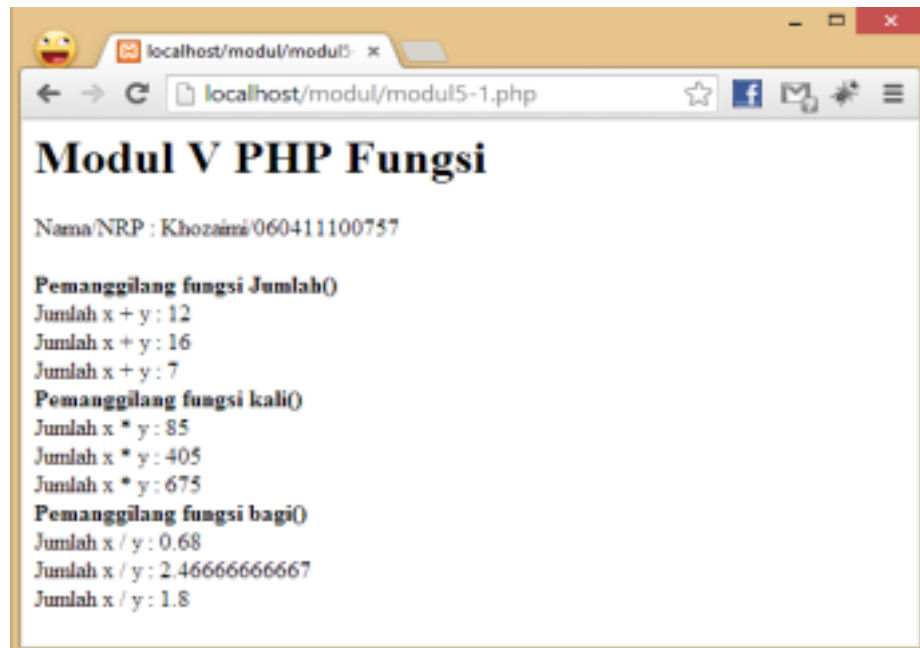 localhost/modul/modul5-
localhost/modul/modul5-1.php
Modul V PHP Fungsi
Nama/NRP : Khozaimi/060411100757
Pemanggilang fungsi Jumlah()
Jumlah x + y : 12
Jumlah x + y : 16
Jumlah x + y : 7
Pemanggilang fungsi kali()
Jumlah x * y : 85
Jumlah x * y : 405
Jumlah x * y : 675
Pemanggilang fungsi bagi()
Jumlah x / y : 0.68
Jumlah x / y : 2.46666666667
Jumlah x / y : 1.8